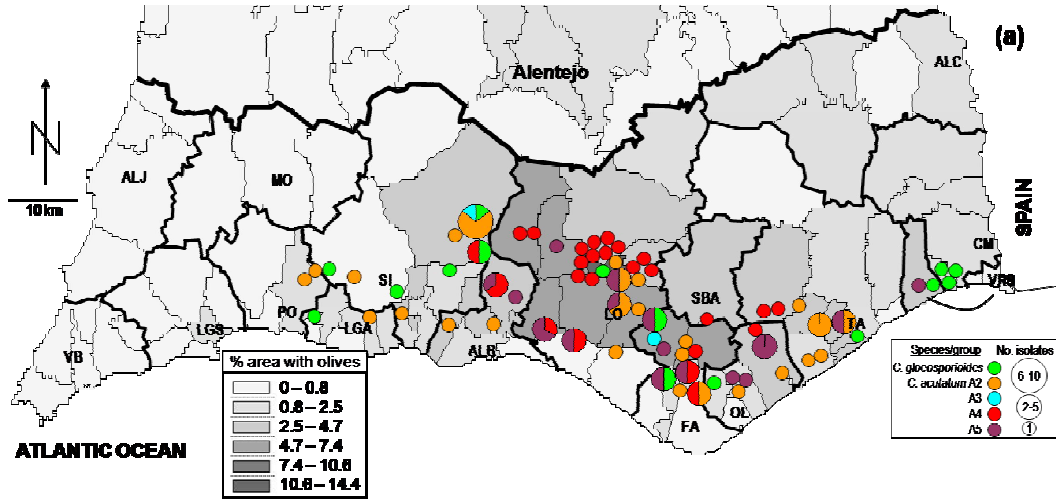 (a)
ALC
Alentejo
N
ALJ
MO
10 km
SPAIN
CM
SI
VRS
SBA
PO
LO
TA
LGS
LGA
VB
ALB
OL
FA
ATLANTIC OCEAN
% area with olives
0 – 0.8
0.8 – 2.5
2.5 – 4.7
4.7 – 7.4
7.4 – 10.6
10.6 – 14.4
Species/group No. isolates
C. glocosporioides
C. aculatum A2
A3
A4
A5
6-10
2-5
1